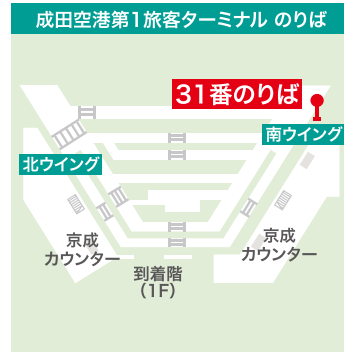 成田空港第1旅客ターミナル のりば
31番のりば
南ウイング
北ウイング
京成
カウンター
京成
カウンター
到着階
（1F）